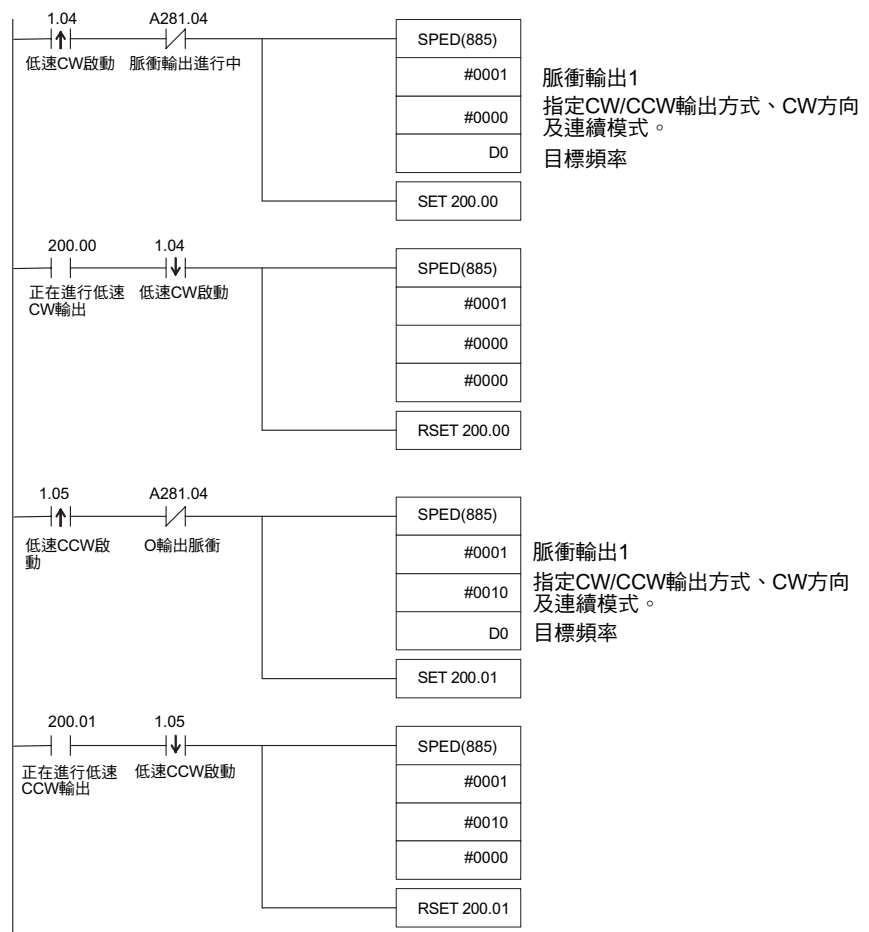 1.04 A281.04
低速CW啟動 脈衝輸出進行中
SPED(885)
#0001 脈衝輸出1
#0000 指定CW/CCW輸出方式、CW方向
及連續模式。
D0 目標頻率
SET 200.00
200.00 1.04
正在進行低速 低速CW啟動
CW輸出
SPED(885)
#0001
#0000
#0000
RSET 200.00
1.05 A281.04
低速CCW啟 O輸出脈衝
動
SPED(885)
#0001 脈衝輸出1
#0010 指定CW/CCW輸出方式、CW方向
及連續模式。
D0 目標頻率
SET 200.01
200.01 1.05
正在進行低速 低速CCW啟動
CCW輸出
SPED(885)
#0001
#0010
#0000
RSET 200.01